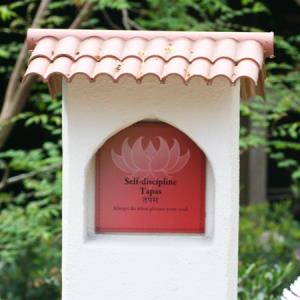 Self-discipline
Tapas
तपस
Always do what pleases your soul.